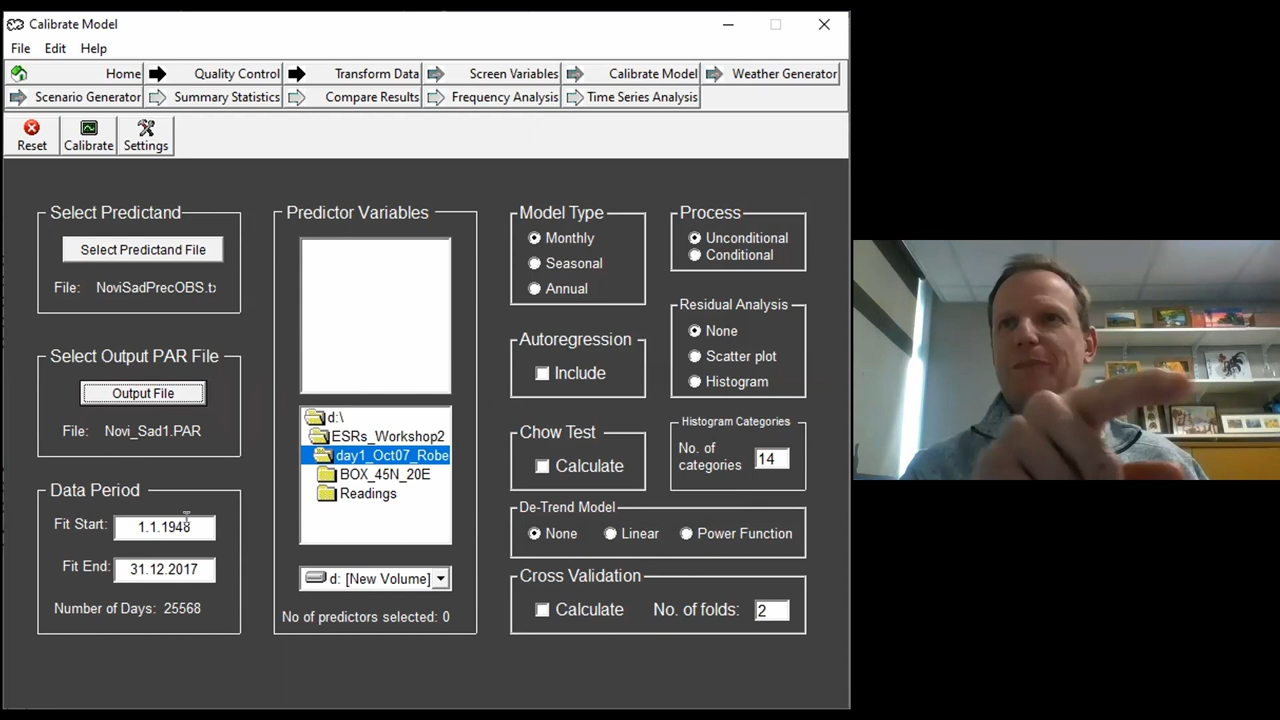 Calibrate Model
File Edit Help
Home Quality Control Transform Data Screen Variables Calibrate Model Weather Generator
Scenario Generator Summary Statistics Compare Results Frequency Analysis Time Series Analysis
Reset Calibrate Settings
Select Predictand
Select Predictand File
File: NoviSadPrecOBS.t
Select Output PAR File
Output File
File: Novi_Sad1.PAR
Data Period
Fit Start: 1.1.1948
Fit End: 31.12.2017
Number of Days: 25568
Predictor Variables
d:\
ESRs_Workshop2
day1_Oct07_Robe
BOX_45N_20E
Readings
d: [New Volume]
No of predictors selected: 0
Model Type
Monthly
Seasonal
Annual
Autoregression
Include
Chow Test
Calculate
Process
Unconditional
Conditional
Residual Analysis
None
Scatter plot
Histogram
Histogram Categories
No. of
categories 14
De-Trend Model
None Linear Power Function
Cross Validation
Calculate No. of folds: 2